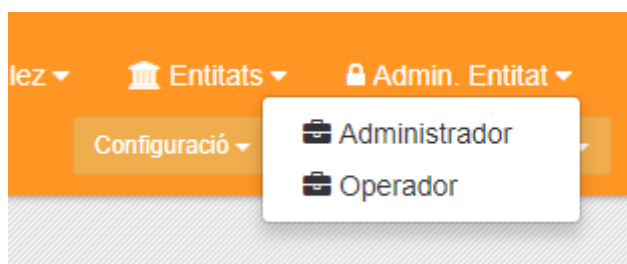 lez Entitats Admin. Entitat
Configuració
Administrador
Operador